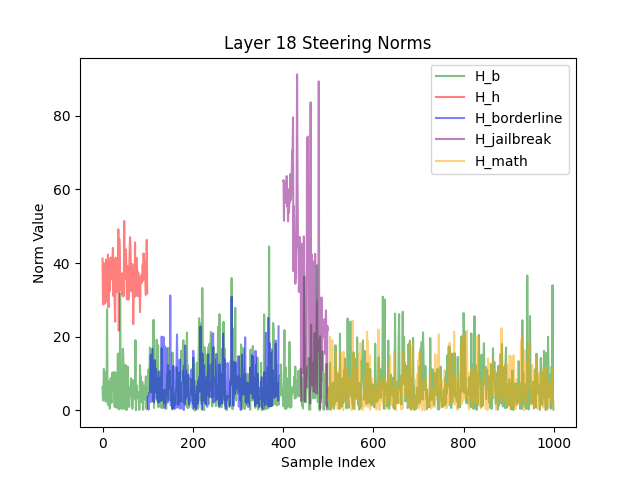 Layer 18 Steering Norms
H_b
H_h
H_borderline
H_jailbreak
H_math
Norm Value
80
60
40
20
0
0 200 400 600 800 1000
Sample Index